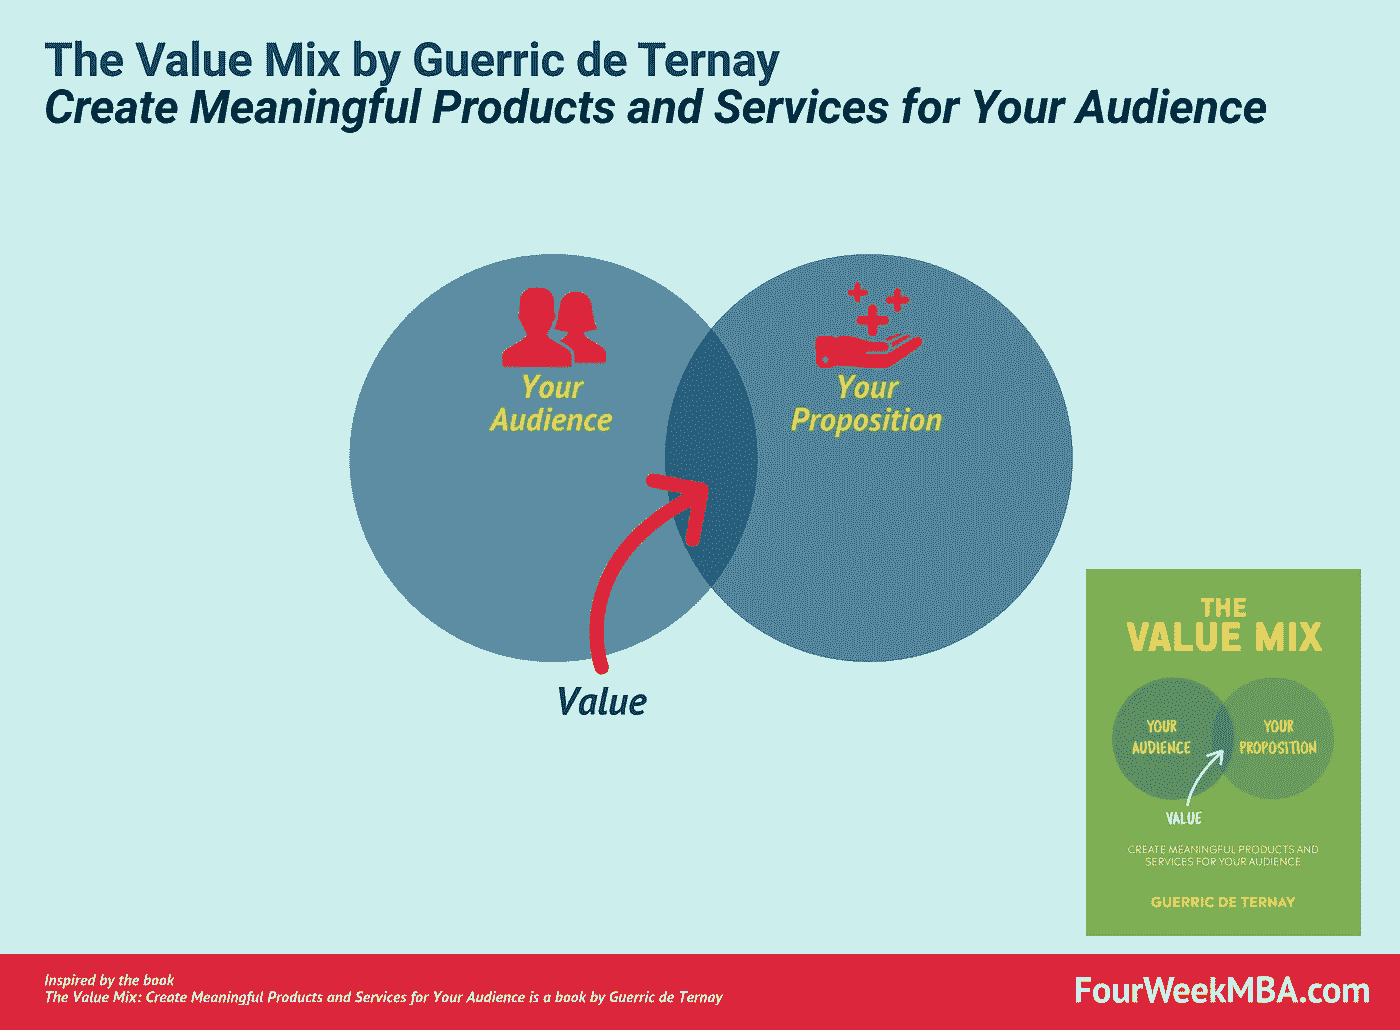 The Value Mix by Guerric de Ternay
Create Meaningful Products and Services for Your Audience
Your
Audience
Your
Proposition
Value
THE
VALUE MIX
YOUR
AUDIENCE
YOUR
PROPOSITION
VALUE
CREATE MEANINGFUL PRODUCTS AND
SERVICES FOR YOUR AUDIENCE
GUERRIC DE TERNAY
Inspired by the book
The Value Mix: Create Meaningful Products and Services for Your Audience is a book by Guerric de Ternay
FourWeekMBA.com